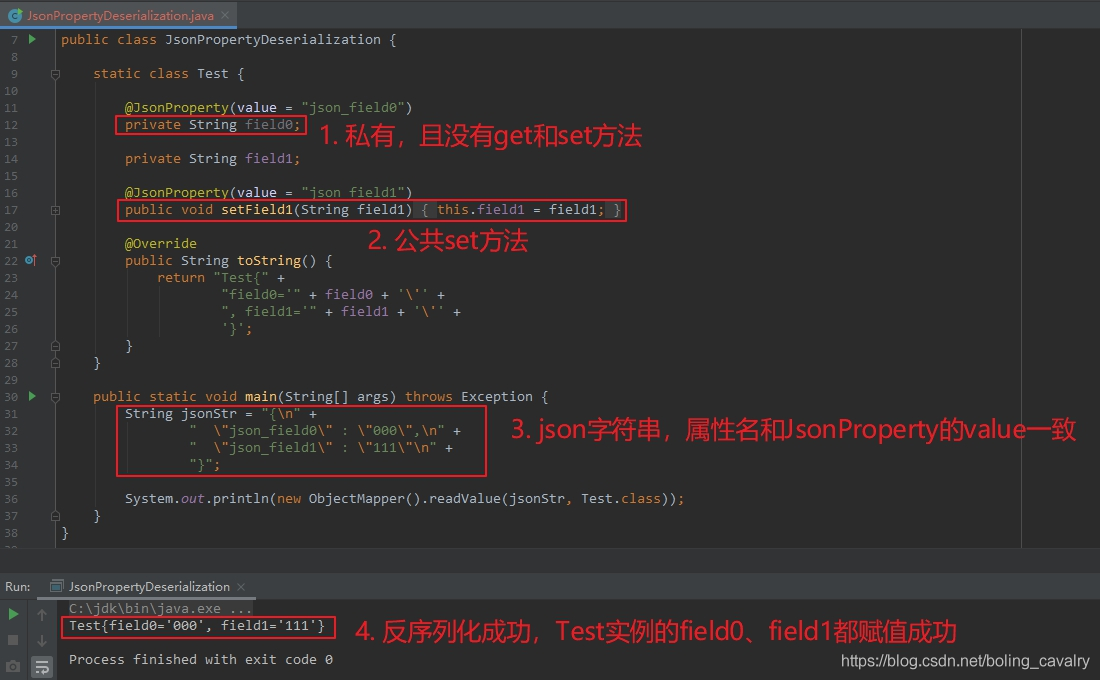 JsonPropertyDeserialization.java ×
7 public class JsonPropertyDeserialization {
8
9 static class Test {
10
11 @JsonProperty(value = "json_field0")
12 private String field0;
1. 私有，且没有get和set方法
13
14 private String field1;
15
16 @JsonProperty(value = "json_field1")
17 public void setField1(String field1) { this.field1 = field1; }
20
2. 公共set方法
21 @Override
22 public String toString() {
23 return "Test{" +
24 "field0='" + field0 + '\'' +
25 ", field1='" + field1 + '\'' +
26 '}';
27 }
28 }
29
30 public static void main(String[] args) throws Exception {
31 String jsonStr = "{\n" +
32 " \"json_field0\" : \"000\",\n" +
33 " \"json_field1\" : \"111\"\n" +
34 "}";
3. json字符串，属性名和JsonProperty的value一致
35
36 System.out.println(new ObjectMapper().readValue(jsonStr, Test.class));
37 }
38 }
Run: JsonPropertyDeserialization ×
C:\jdk\bin\java.exe ...
Test{field0='000', field1='111'}
4. 反序列化成功，Test实例的field0、field1都赋值成功
Process finished with exit code 0
https://blog.csdn.net/boling_cavalry